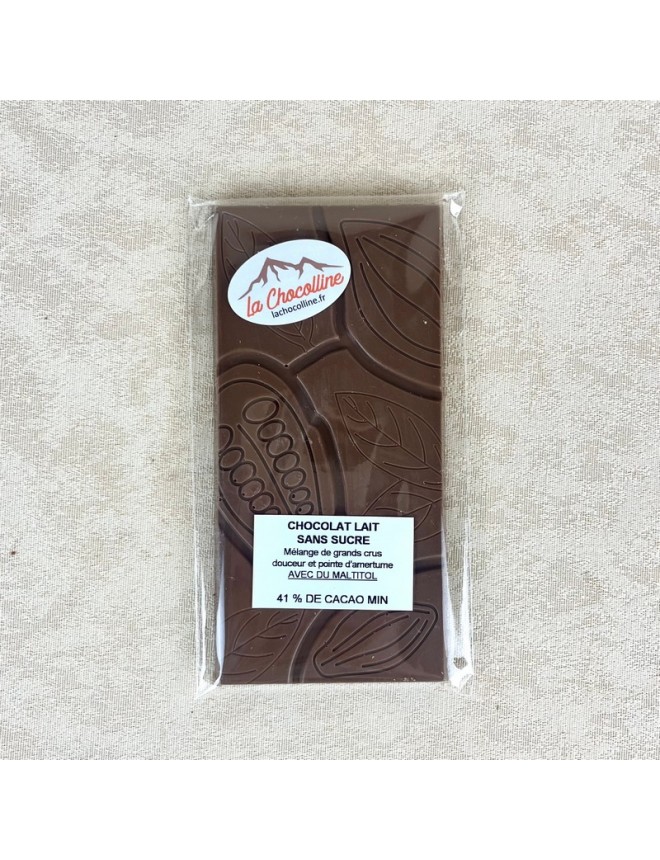 La Chocolline
lachocolline.fr
CHOCOLAT LAIT
SANS SUCRE
Mélange de grands crus
douceur et pointe d'amertume
AVEC DU MALTITOL
41 % DE CACAO MIN